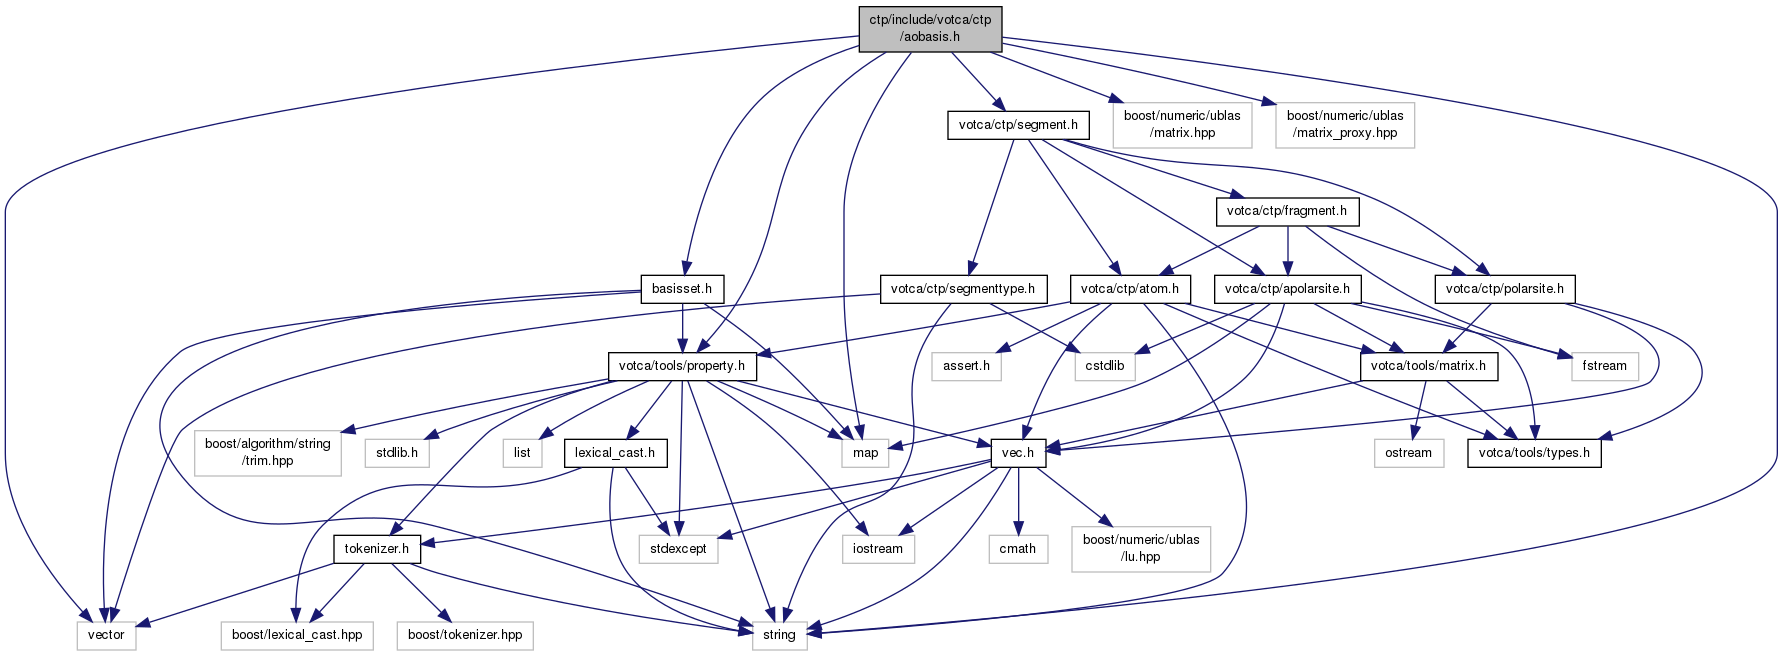 ctp/include/votca/ctp
/aobasis.h
votca/ctp/segment.h
boost/numeric/ublas
/matrix.hpp
boost/numeric/ublas
/matrix_proxy.hpp
votca/ctp/fragment.h
basisset.h
votca/ctp/segmenttype.h
votca/ctp/atom.h
votca/ctp/apolarsite.h
votca/ctp/polarsite.h
votca/tools/property.h
assert.h
cstdlib
votca/tools/matrix.h
fstream
boost/algorithm/string
/trim.hpp
stdlib.h
list
lexical_cast.h
map
vec.h
ostream
votca/tools/types.h
tokenizer.h
stdexcept
iostream
cmath
boost/numeric/ublas
/lu.hpp
vector
boost/lexical_cast.hpp
boost/tokenizer.hpp
string